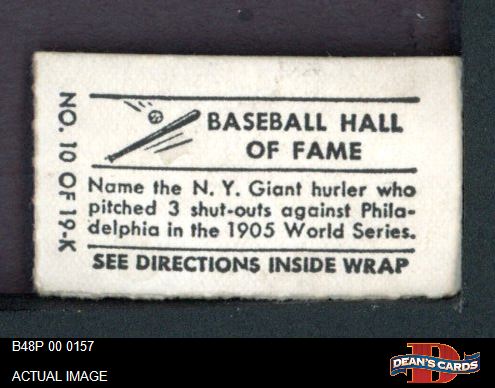 NO. 10 OF 19-K
BASEBALL HALL
OF FAME
Name the N. Y. Giant hurler who
pitched 3 shut-outs against Phila-
delphia in the 1905 World Series.
SEE DIRECTIONS INSIDE WRAP
B48P 00 0157
ACTUAL IMAGE
D
DEAN'S CARDS